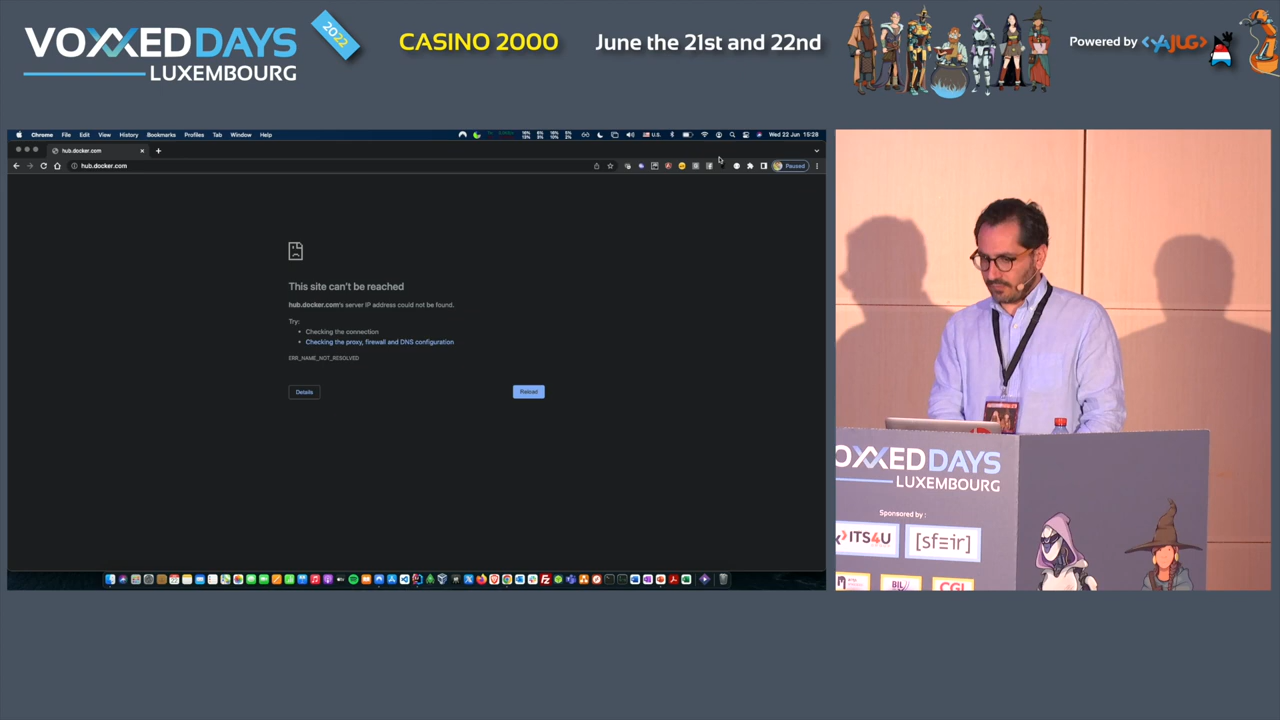 VOXXED DAYS
LUXEMBOURG
2022
CASINO 2000
June the 21st and 22nd
Powered by <YAJUG>
Chrome File Edit View History Bookmarks Profiles Tab Window Help
U.S. Wed 22 Jun 15:28
hub.docker.com
hub.docker.com
Paused
This site can't be reached
hub.docker.com's server IP address could not be found.
Try:
• Checking the connection
• Checking the proxy, firewall and DNS configuration
ERR_NAME_NOT_RESOLVED
Details
Reload
OXXED DAYS
LUXEMBOURG
Sponsored by :
ITS4U
[sfeir]
BIL
CGI